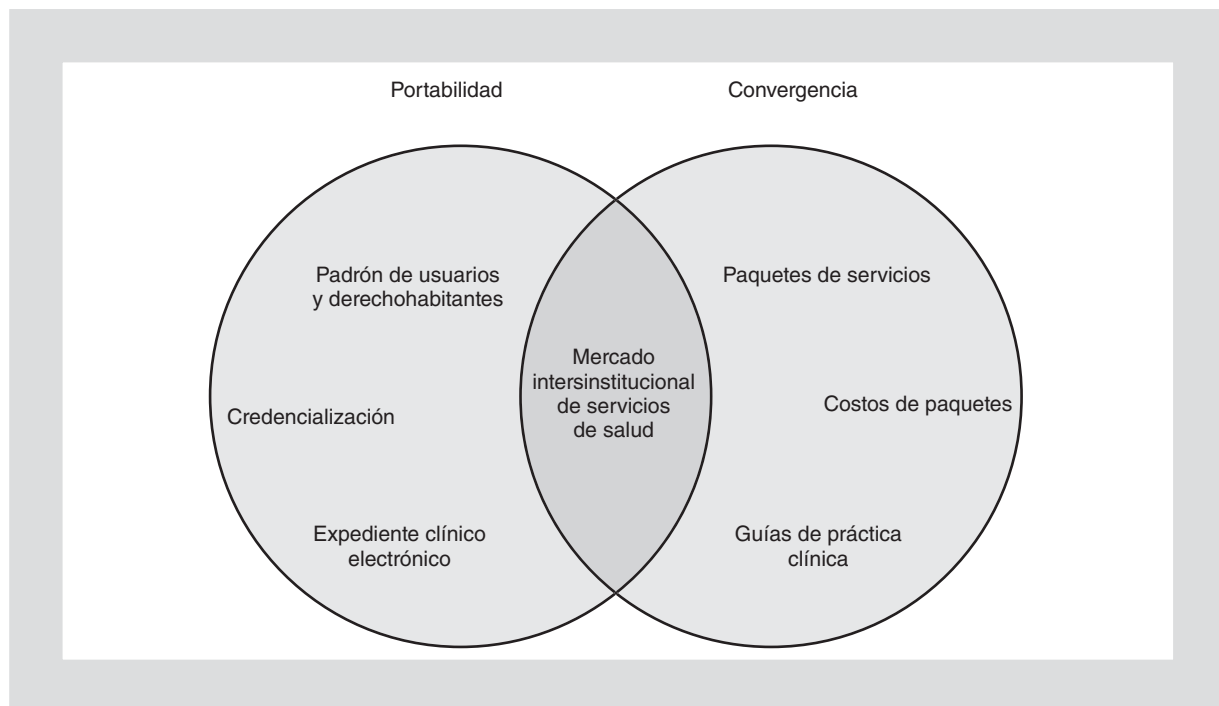 Portabilidad
Convergencia
Padrón de usuarios
y derechohabitantes
Credencialización
Expediente clínico
electrónico
Mercado
intersinstitucional
de servicios
de salud
Paquetes de servicios
Costos de paquetes
Guías de práctica
clínica